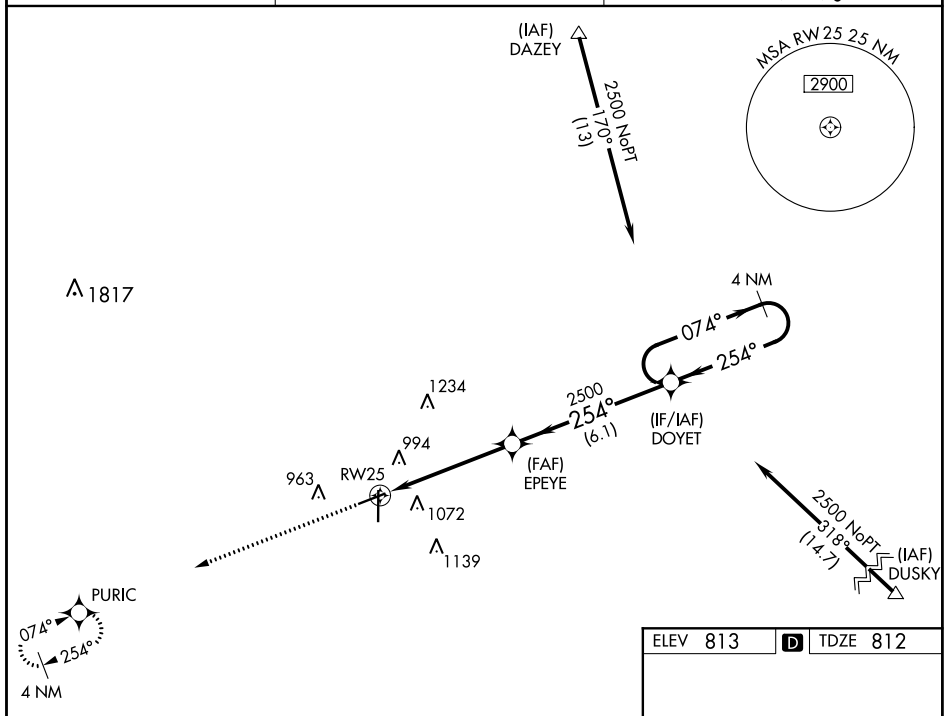 (IAF)
DAZEY
2500 NoPT
170°
(13)
MSA RW25 25 NM
2900
1817
4 NM
074°
254°
1234
2500
254°
(6.1)
(IF/IAF)
DOYET
994
(FAF)
EPEYE
963
RW25
1072
1139
2500 NoPT
318°
(14.7)
(IAF)
DUSKY
PURIC
074°
254°
4 NM
ELEV 813 D TDZE 812